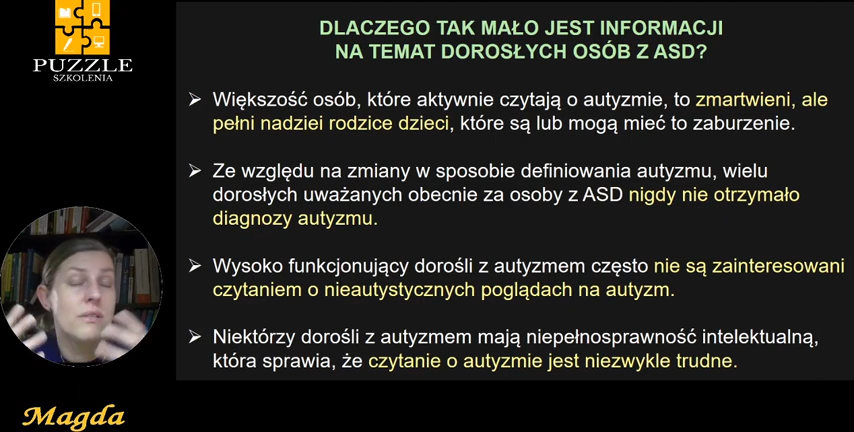 PUZZLE
SZKOLENIA
DLACZEGO TAK MAŁO JEST INFORMACJI
NA TEMAT DOROSŁYCH OSÓB Z ASD?
➢ Większość osób, które aktywnie czytają o autyzmie, to zmartwieni, ale
pełni nadziei rodzice dzieci, które są lub mogą mieć to zaburzenie.
➢ Ze względu na zmiany w sposobie definiowania autyzmu, wielu
dorosłych uważanych obecnie za osoby z ASD nigdy nie otrzymało
diagnozy autyzmu.
➢ Wysoko funkcjonujący dorośli z autyzmem często nie są zainteresowani
czytaniem o nieautystycznych poglądach na autyzm.
➢ Niektórzy dorośli z autyzmem mają niepełnosprawność intelektualną,
która sprawia, że czytanie o autyzmie jest niezwykle trudne.
Magda